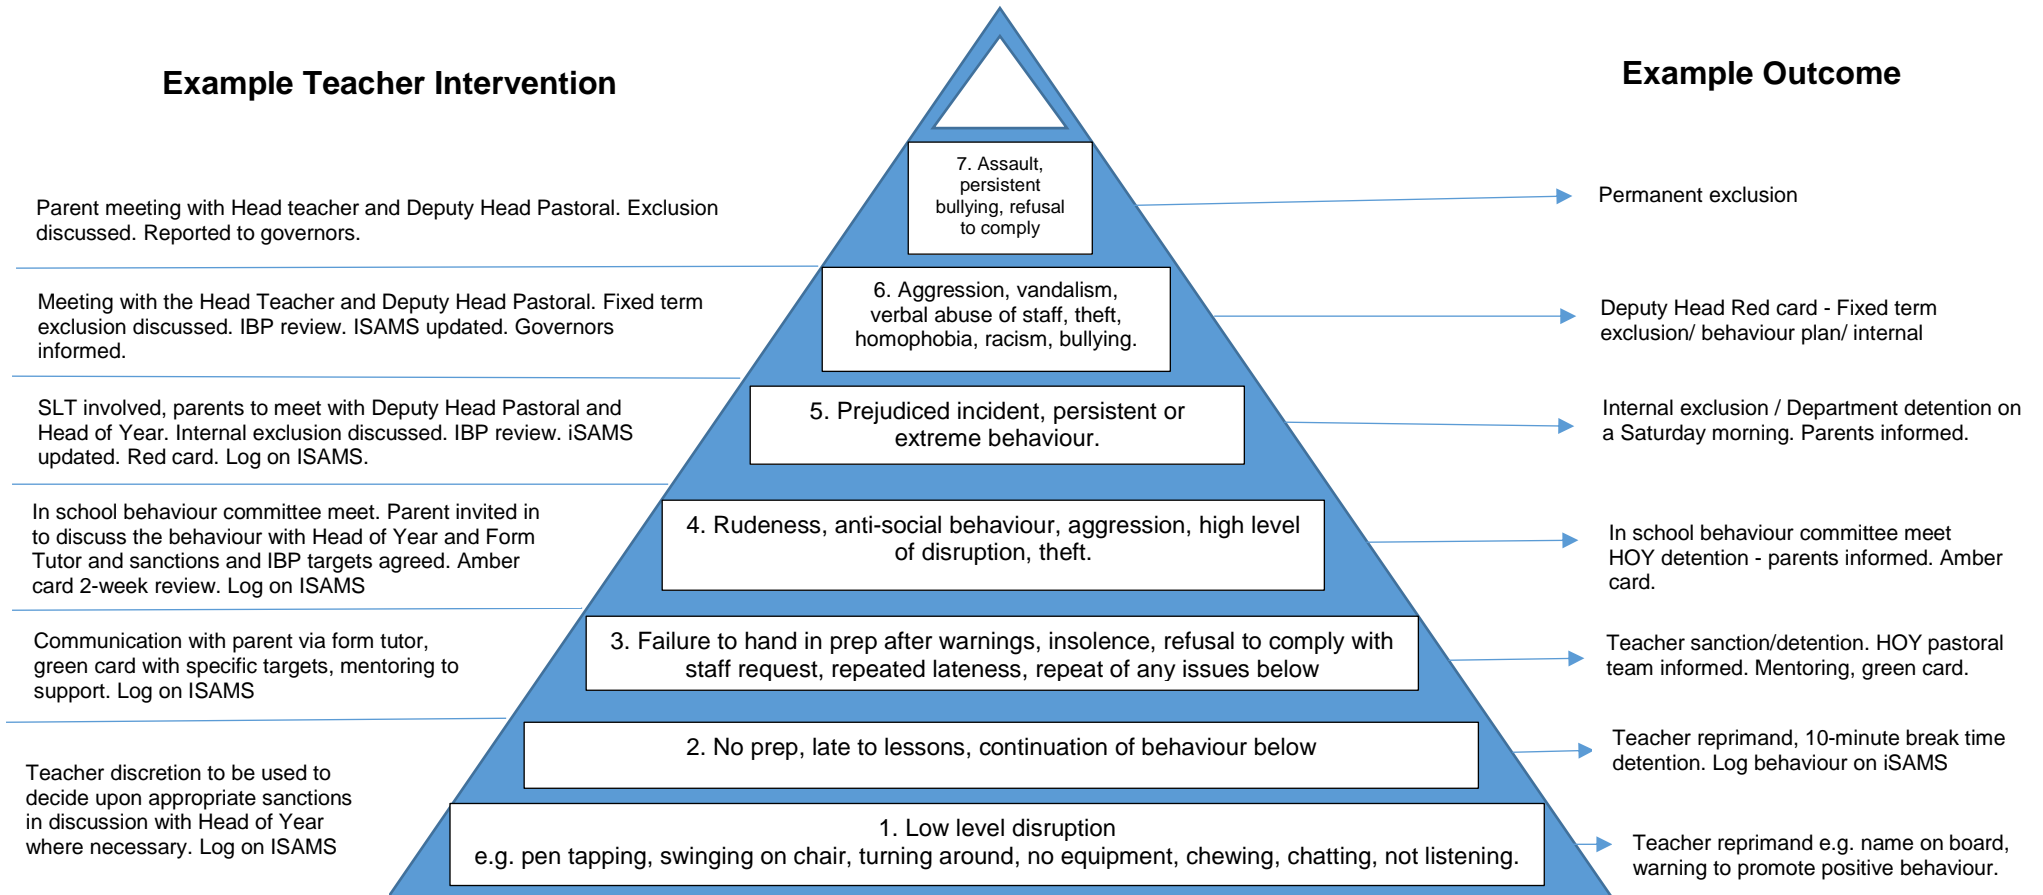 Example Teacher Intervention
Example Outcome
7. Assault,
persistent
bullying, refusal
to comply
Parent meeting with Head teacher and Deputy Head Pastoral. Exclusion
discussed. Reported to governors.
Permanent exclusion
6. Aggression, vandalism,
verbal abuse of staff, theft,
homophobia, racism, bullying.
Meeting with the Head Teacher and Deputy Head Pastoral. Fixed term
exclusion discussed. IBP review. ISAMS updated. Governors
informed.
Deputy Head Red card - Fixed term
exclusion/ behaviour plan/ internal
5. Prejudiced incident, persistent or
extreme behaviour.
SLT involved, parents to meet with Deputy Head Pastoral and
Head of Year. Internal exclusion discussed. IBP review. iSAMS
updated. Red card. Log on ISAMS.
Internal exclusion / Department detention on
a Saturday morning. Parents informed.
4. Rudeness, anti-social behaviour, aggression, high level
of disruption, theft.
In school behaviour committee meet. Parent invited in
to discuss the behaviour with Head of Year and Form
Tutor and sanctions and IBP targets agreed. Amber
card 2-week review. Log on ISAMS
In school behaviour committee meet
HOY detention - parents informed. Amber
card.
3. Failure to hand in prep after warnings, insolence, refusal to comply with
staff request, repeated lateness, repeat of any issues below
Communication with parent via form tutor,
green card with specific targets, mentoring to
support. Log on ISAMS
Teacher sanction/detention. HOY pastoral
team informed. Mentoring, green card.
2. No prep, late to lessons, continuation of behaviour below
Teacher reprimand, 10-minute break time
detention. Log behaviour on iSAMS
Teacher discretion to be used to
decide upon appropriate sanctions
in discussion with Head of Year
where necessary. Log on ISAMS
1. Low level disruption
e.g. pen tapping, swinging on chair, turning around, no equipment, chewing, chatting, not listening.
Teacher reprimand e.g. name on board,
warning to promote positive behaviour.